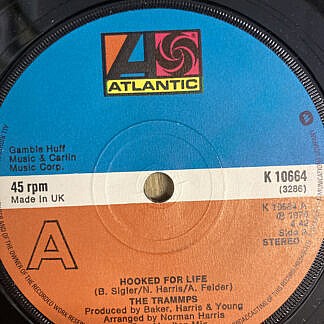 ATLANTIC
Gamble Huff
Music & Carlin
Music Corp.
45 rpm
Made in UK
K 10664
(3286)
K 10664 A
STEREO
A
HOOKED FOR LIFE
(B. Sigler/N. Harris/A. Felder)
THE TRAMMPS
Produced by Baker, Harris & Young
Arranged by Norman Harris